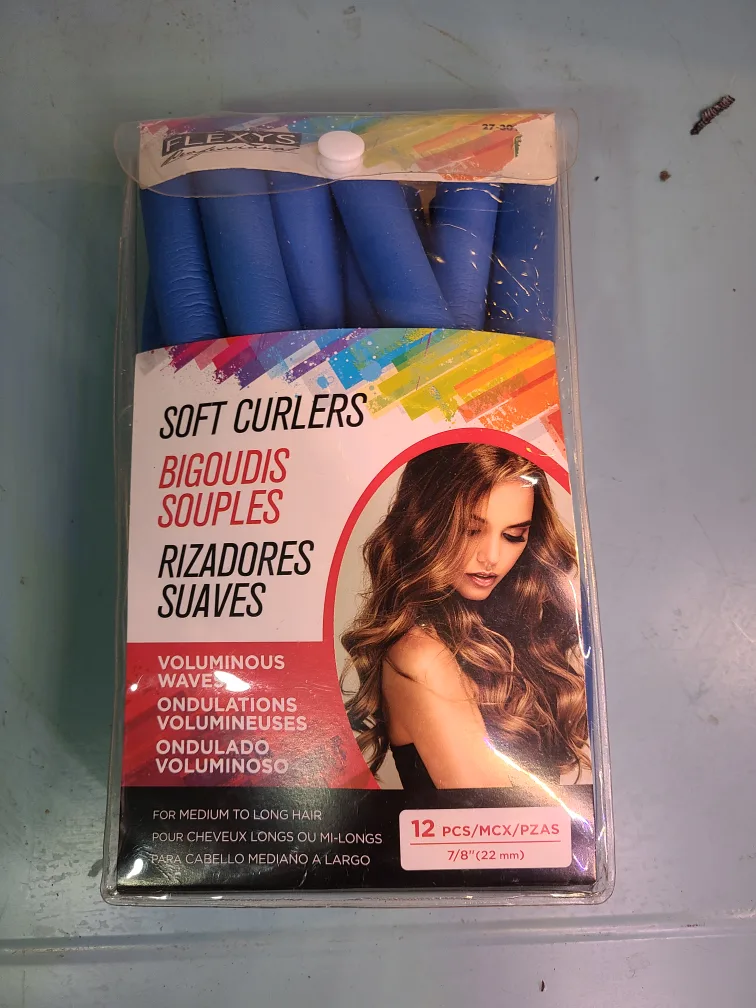 FLEXYS
Professional
SOFT CURLERS
BIGOUDIS
SOUPLES
RIZADORES
SUAVES
VOLUMINOUS
WAVES
ONDULATIONS
VOLUMINEUSES
ONDULADO
VOLUMINOSO
FOR MEDIUM TO LONG HAIR
POUR CHEVEUX LONGS OU MI-LONGS
PARA CABELLO MEDIANO A LARGO
12 PCS/MCX/PZAS
7/8" (22 mm)